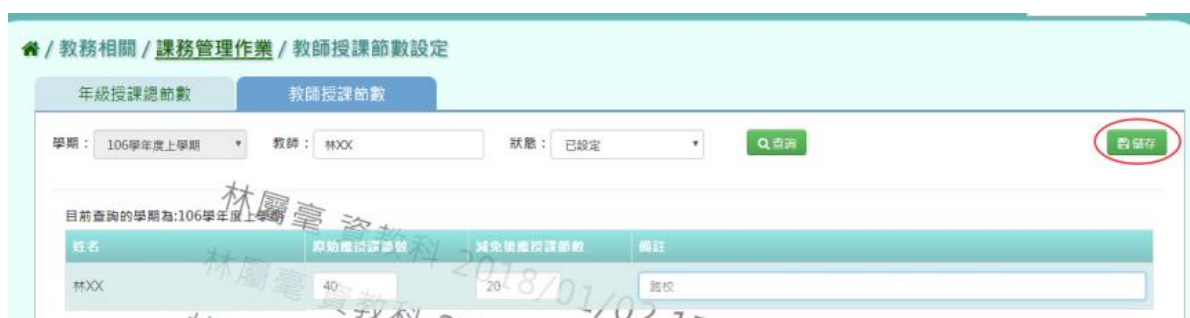 / 教務相關 / 課務管理作業 / 教師授課節數設定
年級授課總節數 教師授課節數
學期： 106學年度上學期 教師： 林XX 狀態： 已設定 查詢 儲存
目前查詢的學期為:106學年度上學期
姓名 原始應授課節數 減免後應授課節數 備註
林XX 40 20 跨校
林屬臺 資教科 2018/01/02
林屬臺 資教科